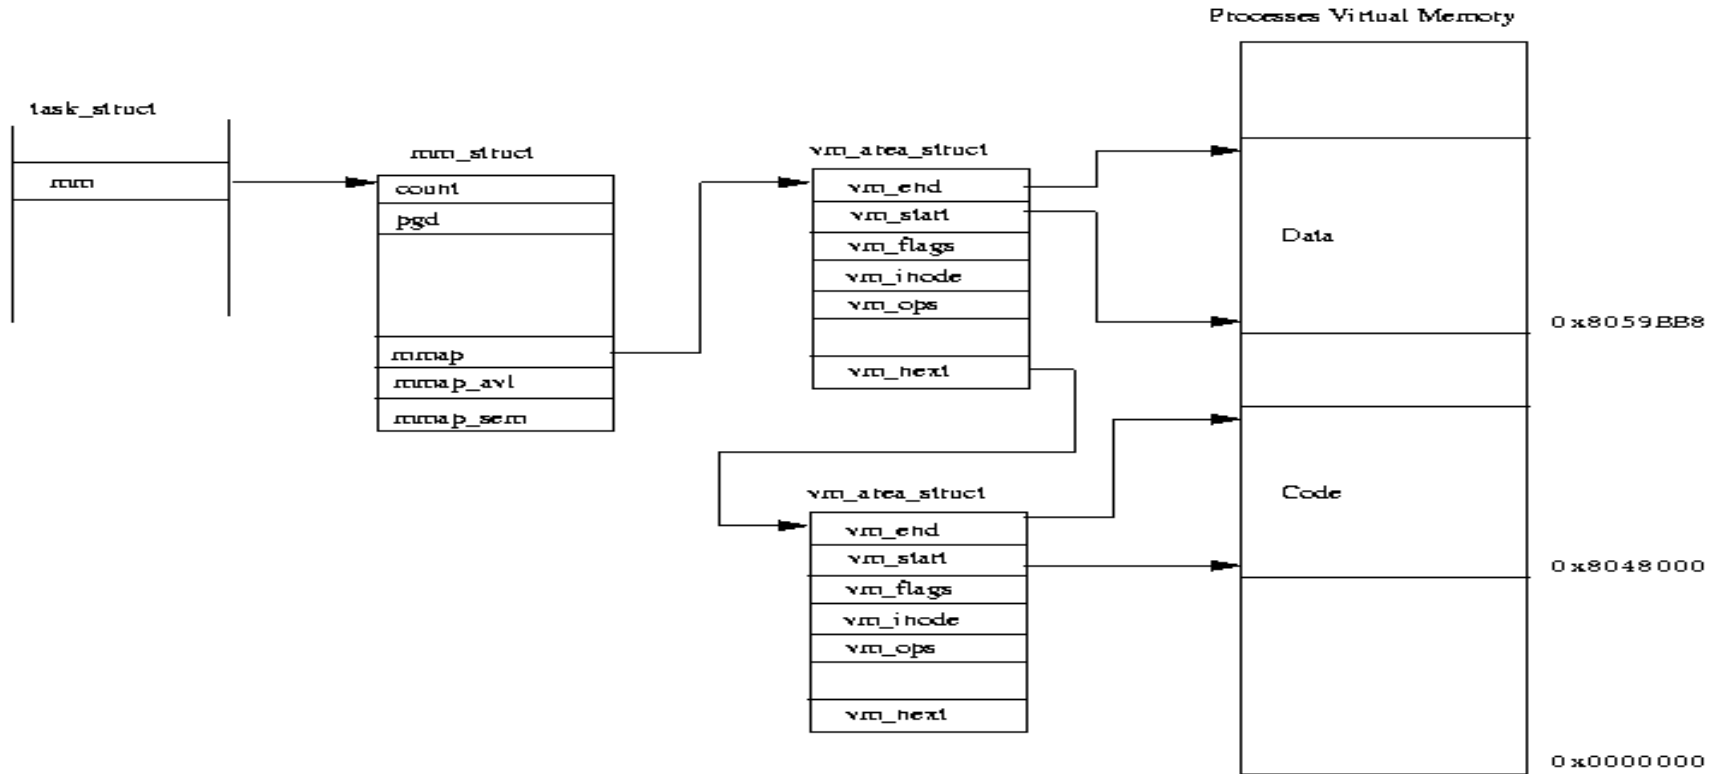 Processes Virtual Memory
task_struct
mm
mm_struct
count
pgd
mmap
mmap_avl
mmap_sem
vm_area_struct
vm_end
vm_start
vm_flags
vm_inode
vm_ops
vm_next
vm_area_struct
vm_end
vm_start
vm_flags
vm_inode
vm_ops
vm_next
Data
0x8059BB8
Code
0x8048000
0x0000000